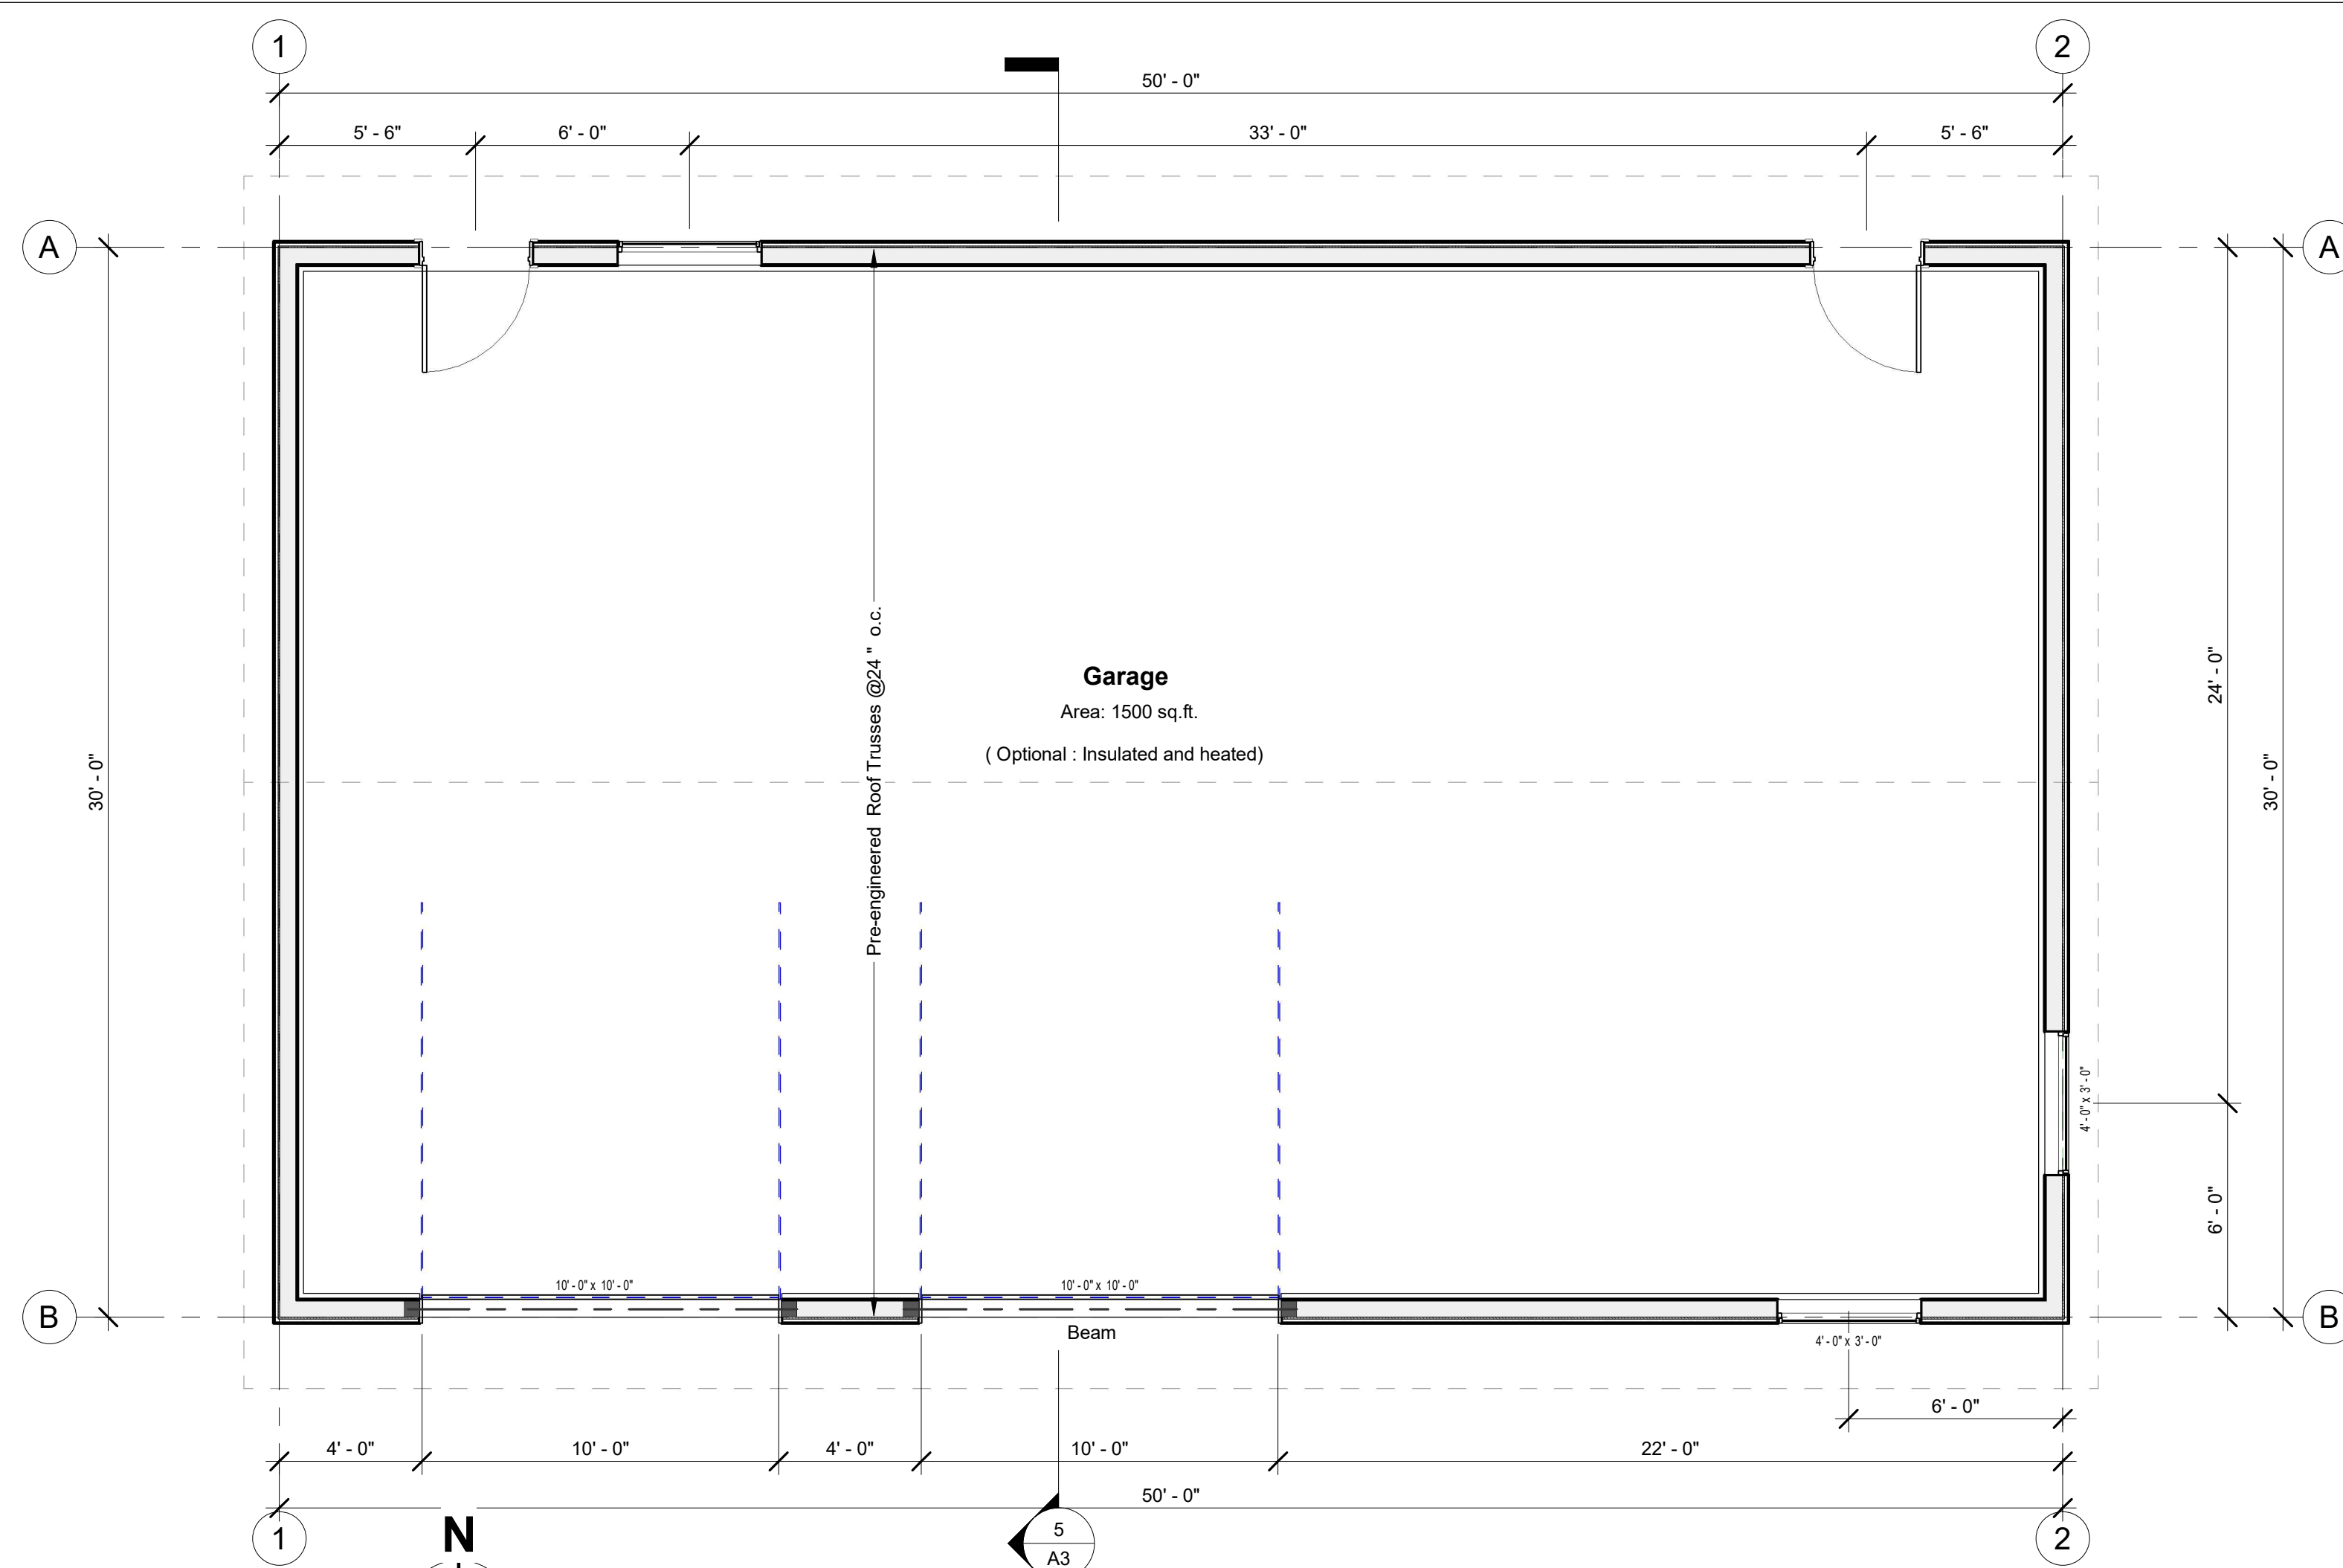 1
2
50' - 0"
5' - 6"
6' - 0"
33' - 0"
5' - 6"
A
A
Pre-engineered Roof Trusses @24 " o.c.
Garage
Area: 1500 sq.ft.
( Optional : Insulated and heated)
30' - 0"
24' - 0"
30' - 0"
4' - 0" x 3' - 0"
6' - 0"
10' - 0" x 10' - 0"
10' - 0" x 10' - 0"
B
B
Beam
4' - 0" x 3' - 0"
6' - 0"
4' - 0"
10' - 0"
4' - 0"
10' - 0"
22' - 0"
50' - 0"
1
N
5
A3
2